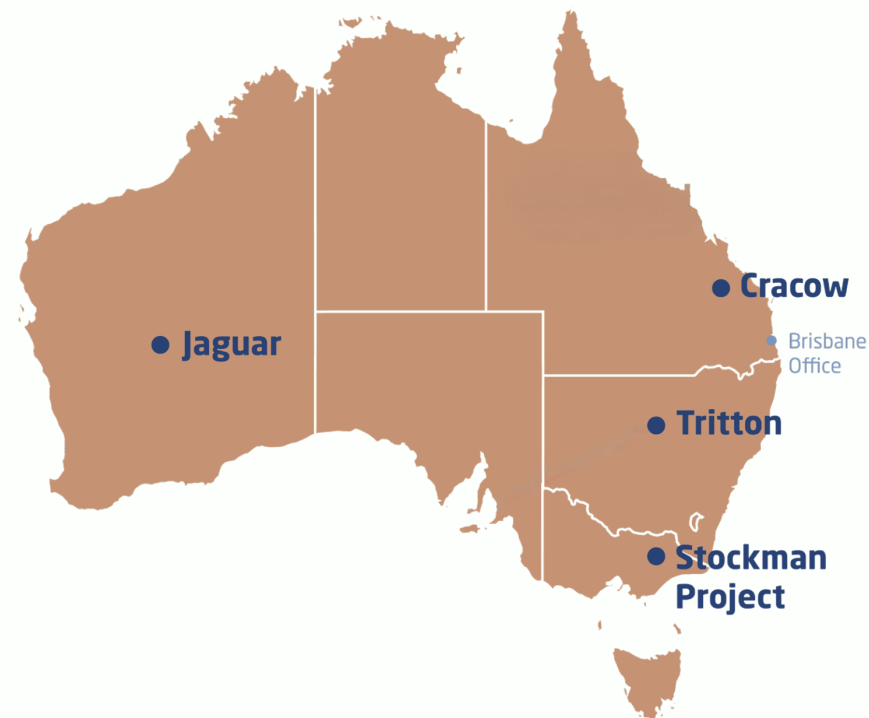 Cracow
Jaguar
Brisbane
Office
Tritton
Stockman
Project